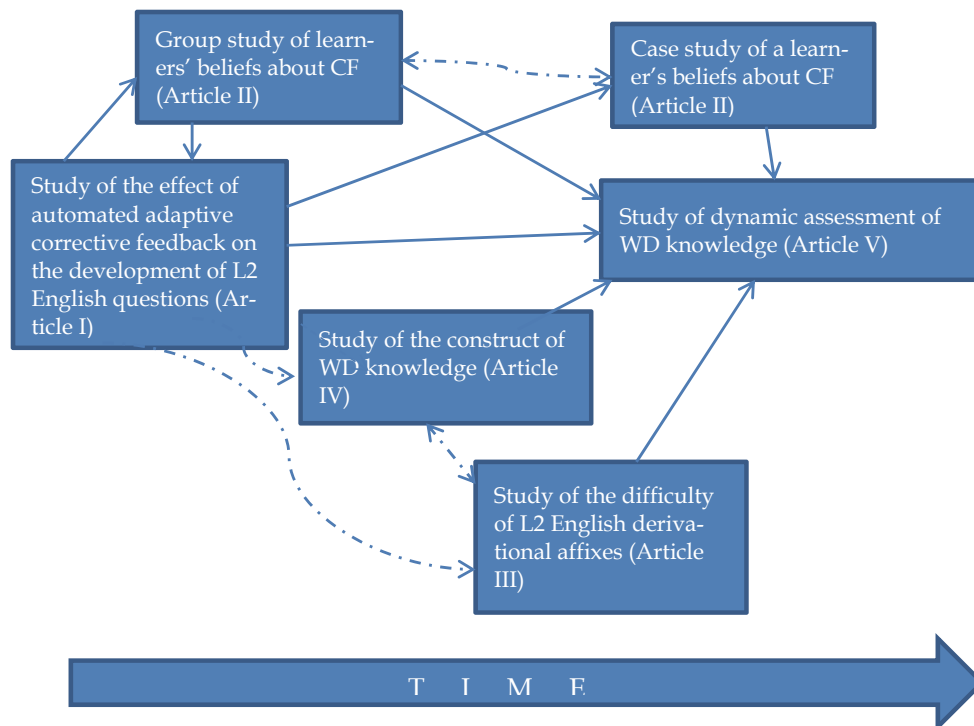 Group study of learn-
ers' beliefs about CF
(Article II)
Case study of a learn-
er's beliefs about CF
(Article II)
Study of the effect of
automated adaptive
corrective feedback on
the development of L2
English questions (Ar-
ticle I)
Study of dynamic assessment of
WD knowledge (Article V)
Study of the construct of
WD knowledge (Article
IV)
Study of the difficulty
of L2 English deriva-
tional affixes (Article
III)
T I M E